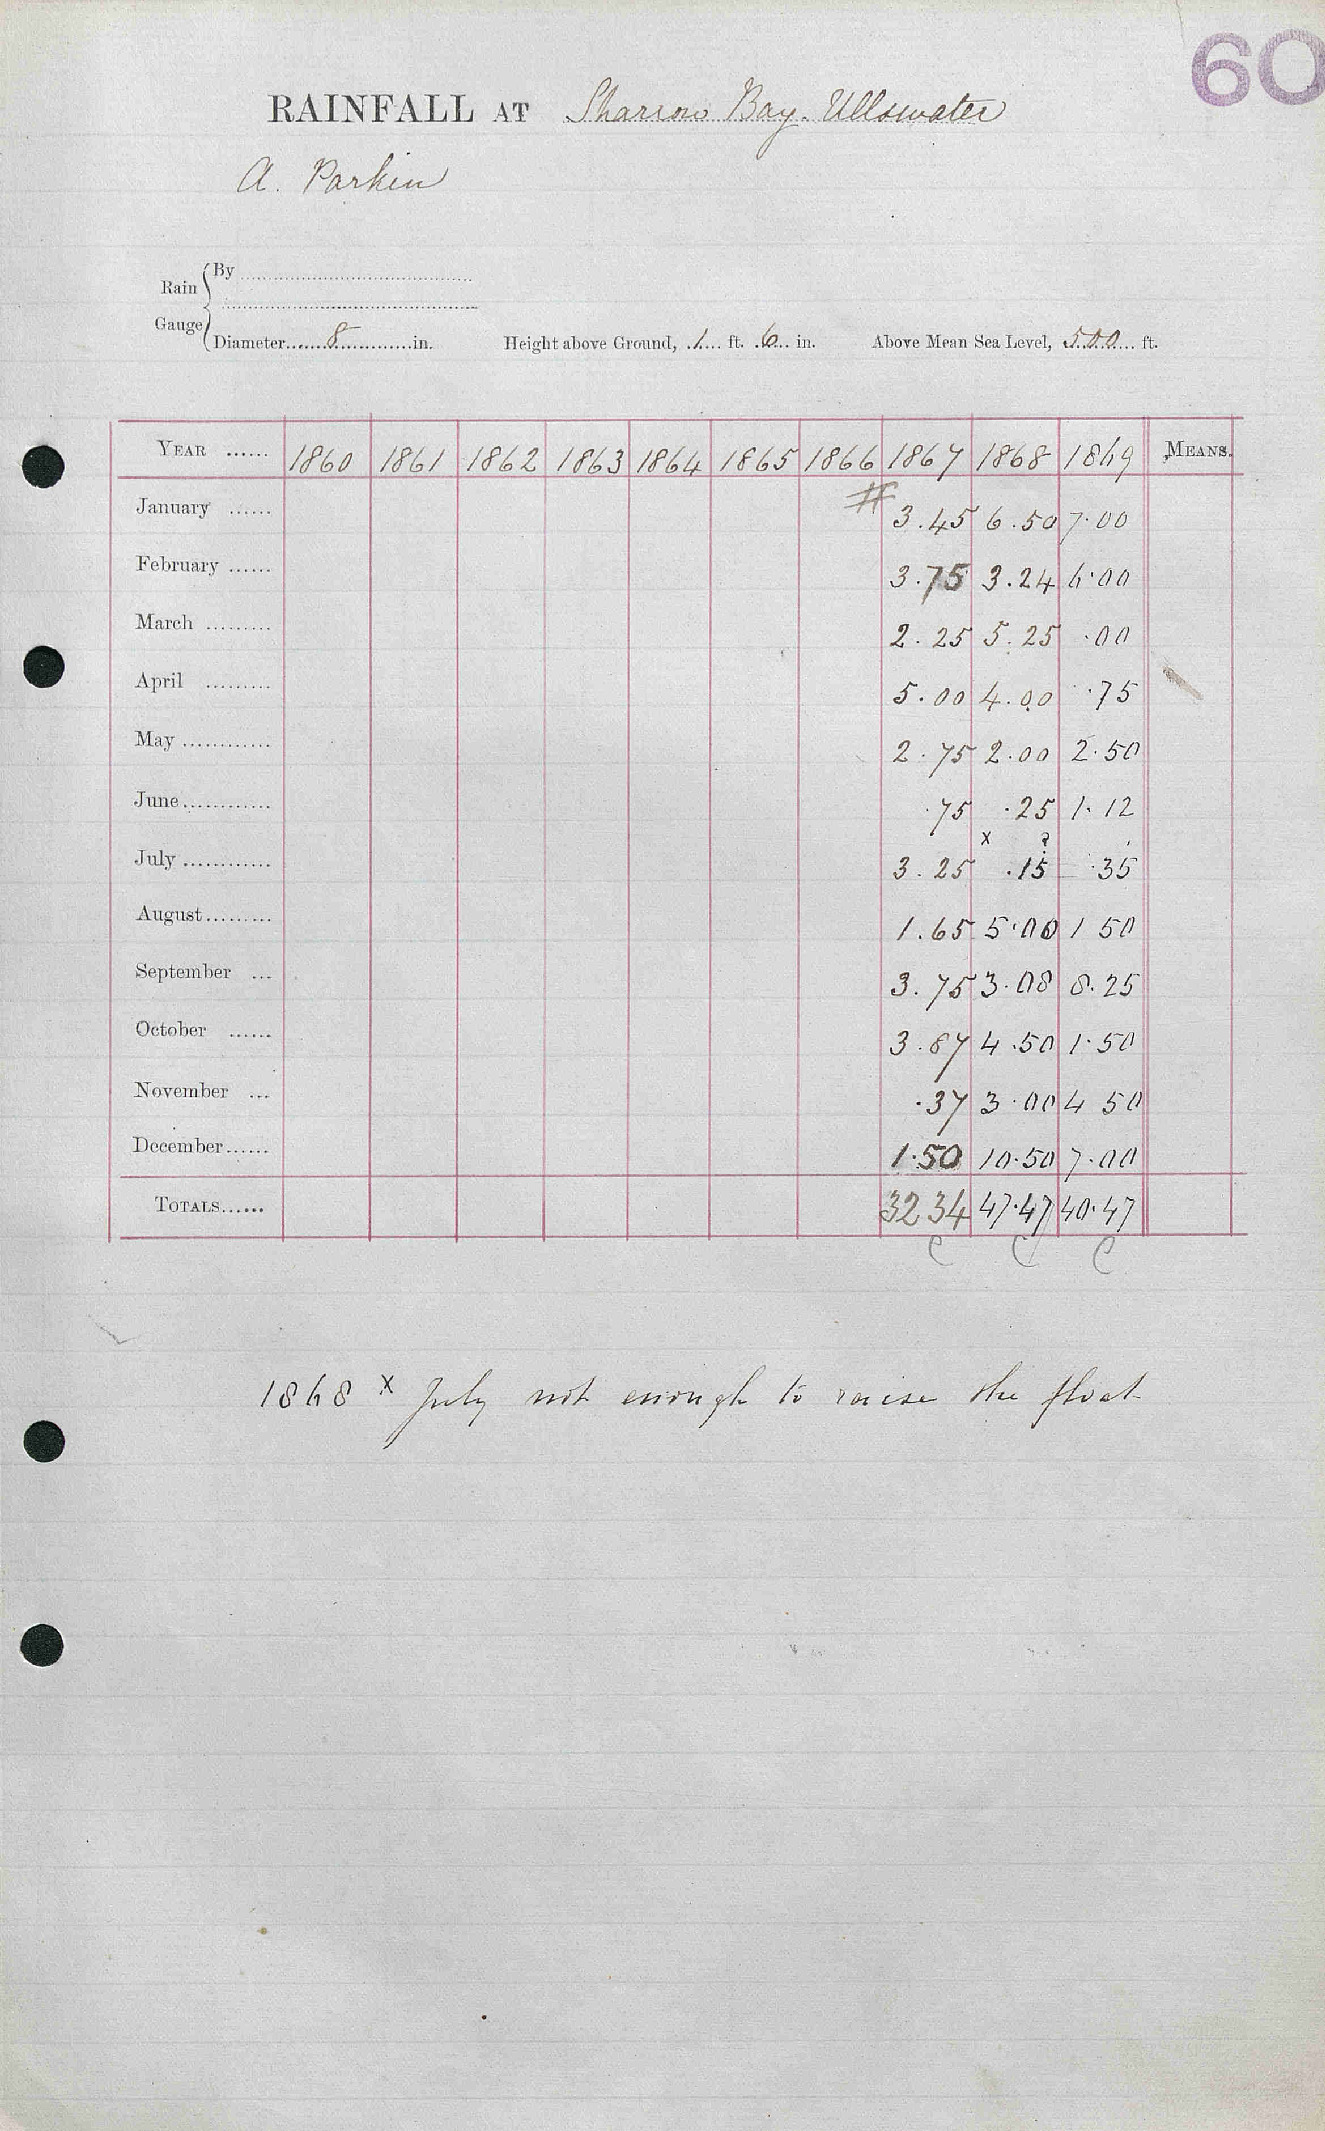 60
RAINFALL AT Sharrow Bay. Ullswater
A. Parkin
Rain Gauge
By
Diameter 8 in. Height above Ground, 1 ft. 6 in. Above Mean Sea Level, 500 ft.
YEAR 1860 1861 1862 1863 1864 1865 1866 1867 1868 1869 MEANS.
January # 3.45 6.50 7.00
February 3.75 3.24 6.00
March 2.25 5.25 .00
April 5.00 4.00 .75
May 2.75 2.00 2.50
June .75 .25 1.12
x ?
July 3.25 .15 .35
August 1.65 5.00 1 50
September 3.75 3.08 8.25
October 3.87 4.50 1.50
November .37 3.00 4 50
December 1.50 10.50 7.00
TOTALS 32 34 47.47 40.47
C C C
1868 x July not enough to raise the float